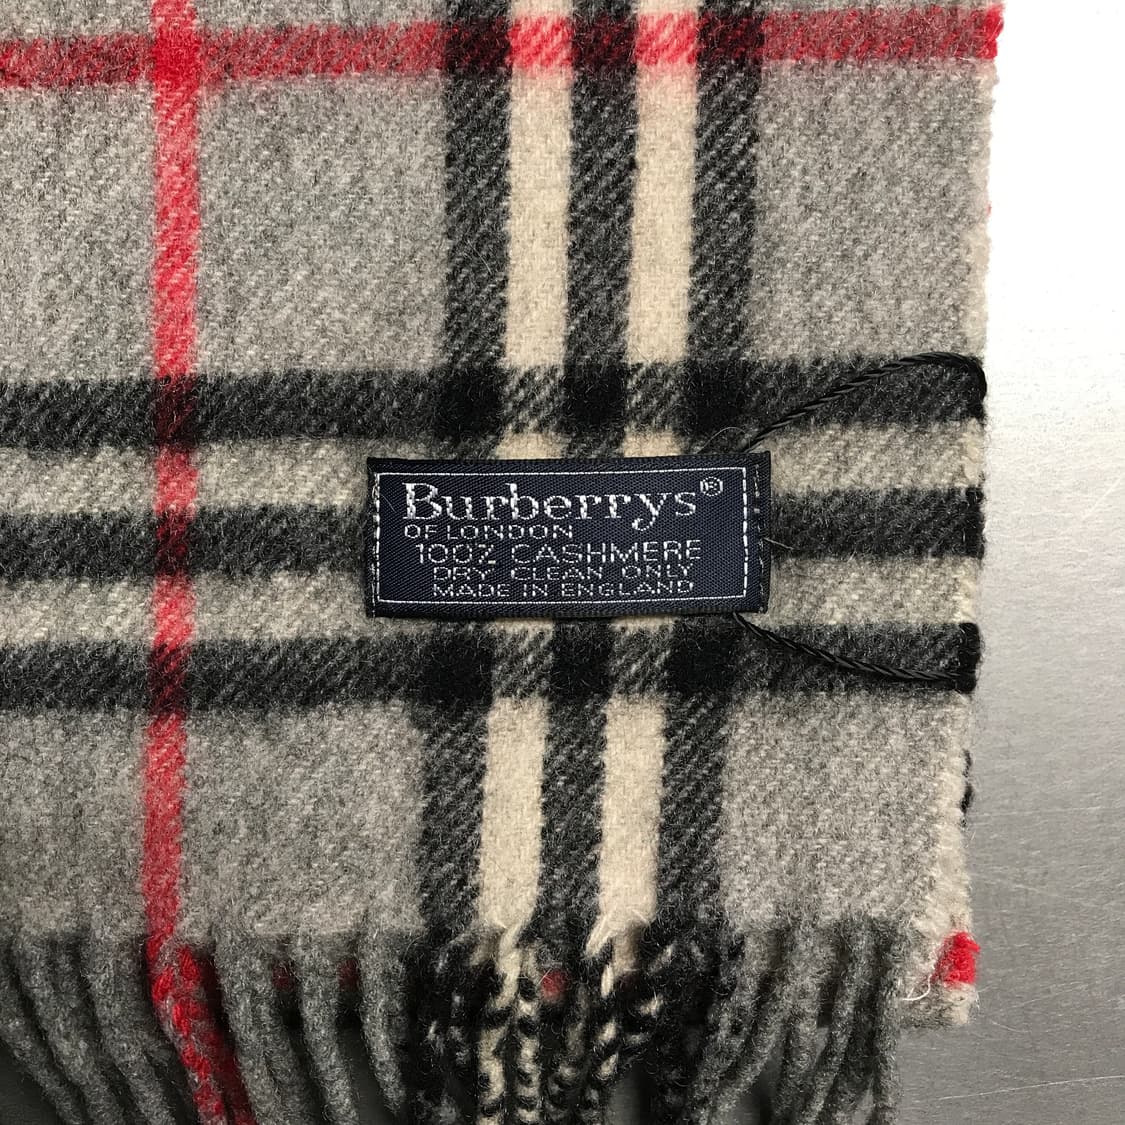 Burberrys®
OF LONDON
100% CASHMERE
DRY CLEAN ONLY
MADE IN ENGLAND